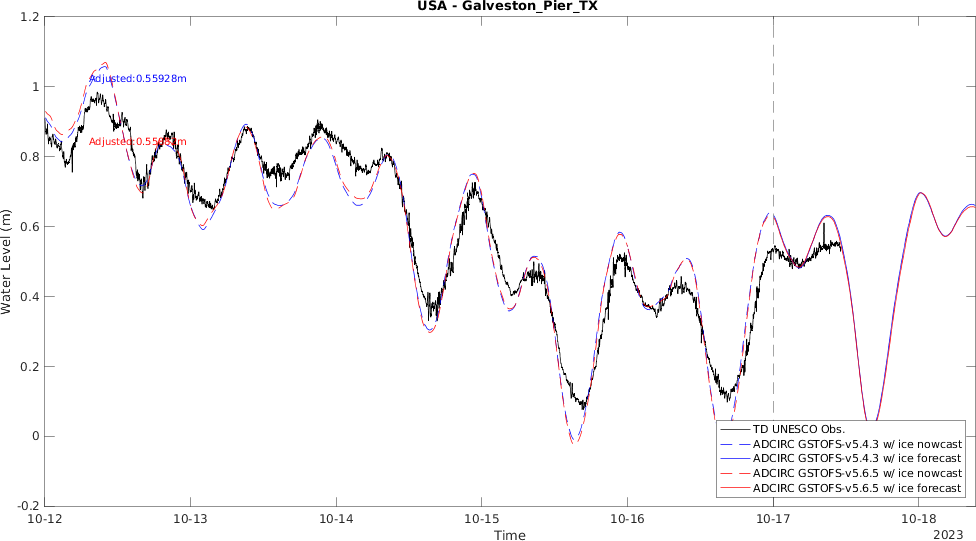 USA - Galveston_Pier_TX
1.2
1
0.8
0.6
0.4
0.2
0
-0.2
Water Level (m)
Adjusted:0.55928m
TD UNESCO Obs.
ADCIRC GSTOFS-v5.4.3 w/ ice nowcast
ADCIRC GSTOFS-v5.4.3 w/ ice forecast
ADCIRC GSTOFS-v5.6.5 w/ ice nowcast
ADCIRC GSTOFS-v5.6.5 w/ ice forecast
10-12
10-13
10-14
10-15
10-16
10-17
10-18
Time
2023